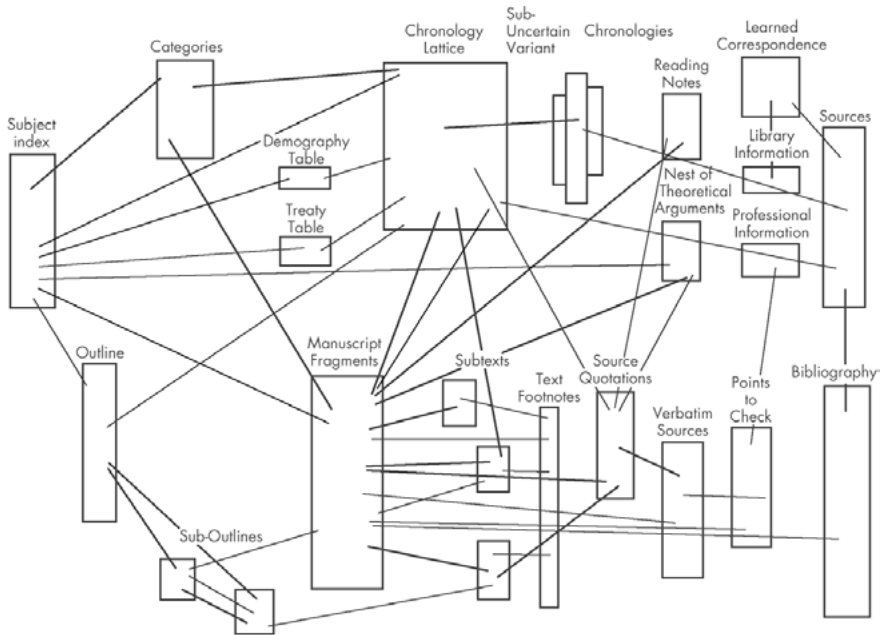 Categories
Chronology
Lattice
Sub-
Uncertain
Variant
Chronologies
Reading
Notes
Learned
Correspondence
Sources
Subject
index
Demography
Table
Library
Information
Nest of
Theoretical
Arguments
Treaty
Table
Professional
Information
Outline
Manuscript
Fragments
Subtexts
Text
Footnotes
Source
Quotations
Verbatim
Sources
Points
to
Check
Bibliography
Sub-Outlines